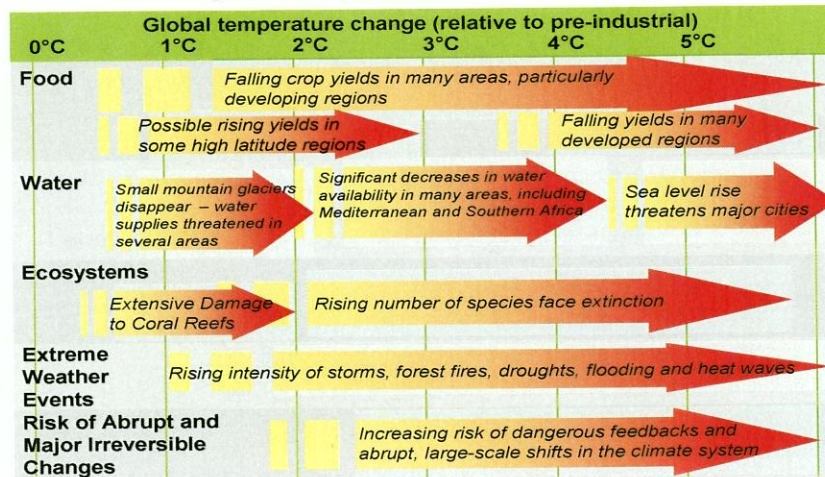 Global temperature change (relative to pre-industrial)
0°C 1°C 2°C 3°C 4°C 5°C
Food
Falling crop yields in many areas, particularly
developing regions
Possible rising yields in
some high latitude regions
Falling yields in many
developed regions
Water
Small mountain glaciers
disappear – water
supplies threatened in
several areas
Significant decreases in water
availability in many areas, including
Mediterranean and Southern Africa
Sea level rise
threatens major cities
Ecosystems
Extensive Damage
to Coral Reefs
Rising number of species face extinction
Extreme
Weather
Events
Rising intensity of storms, forest fires, droughts, flooding and heat waves
Risk of Abrupt and
Major Irreversible
Changes
Increasing risk of dangerous feedbacks and
abrupt, large-scale shifts in the climate system